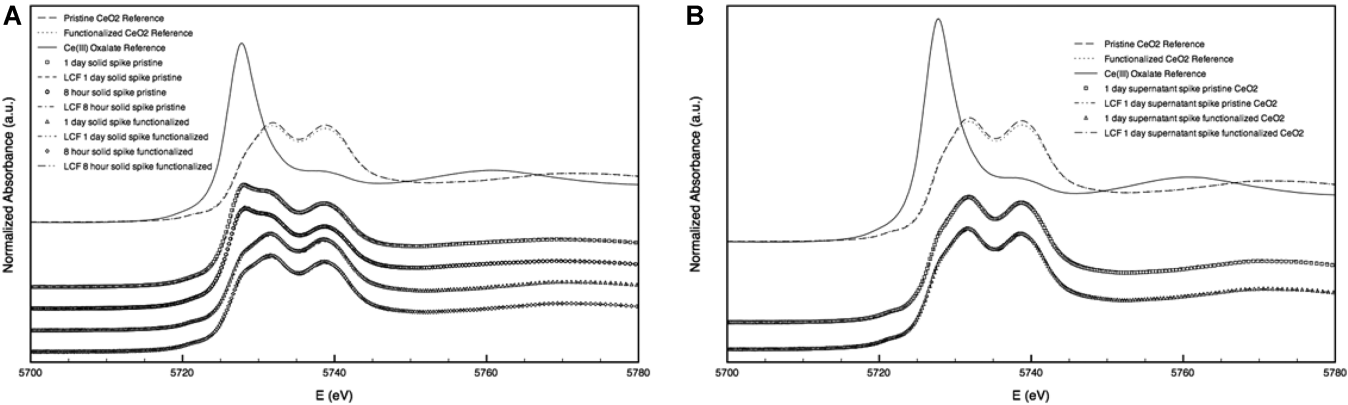 A
Normalized Absorbance (a.u.)
Pristine CeO2 Reference
Functionalized CeO2 Reference
Ce(III) Oxalate Reference
1 day solid spike pristine
LCF 1 day solid spike pristine
8 hour solid spike pristine
LCF 8 hour solid spike pristine
1 day solid spike functionalized
LCF 1 day solid spike functionalized
8 hour solid spike functionalized
LCF 8 hour solid spike functionalized
5700 5720 5740 5760 5780
E (eV)
B
Normalized Absorbance (a.u.)
Pristine CeO2 Reference
Functionalized CeO2 Reference
Ce(III) Oxalate Reference
1 day supernatant spike pristine CeO2
LCF 1 day supernatant spike pristine CeO2
1 day supernatant spike functionalized CeO2
LCF 1 day supernatant spike functionalized CeO2
5700 5720 5740 5760 5780
E (eV)